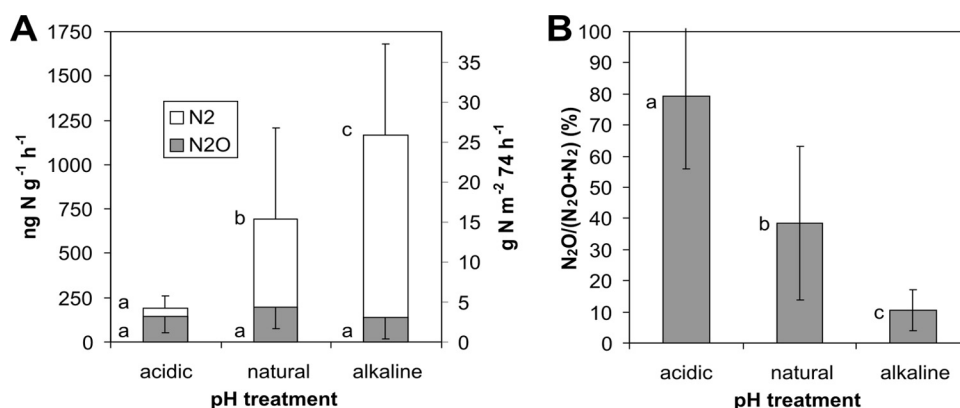 A
1750
1500
1250
1000
750
500
250
0
ng N g⁻¹ h⁻¹
N2
N2O
a
a
b
a
c
a
35
30
25
20
15
10
5
0
g N m⁻² 74 h⁻¹
acidic natural alkaline
pH treatment
B
100
90
80
70
60
50
40
30
20
10
0
N₂O/(N₂O+N₂) (%)
a
b
c
acidic natural alkaline
pH treatment